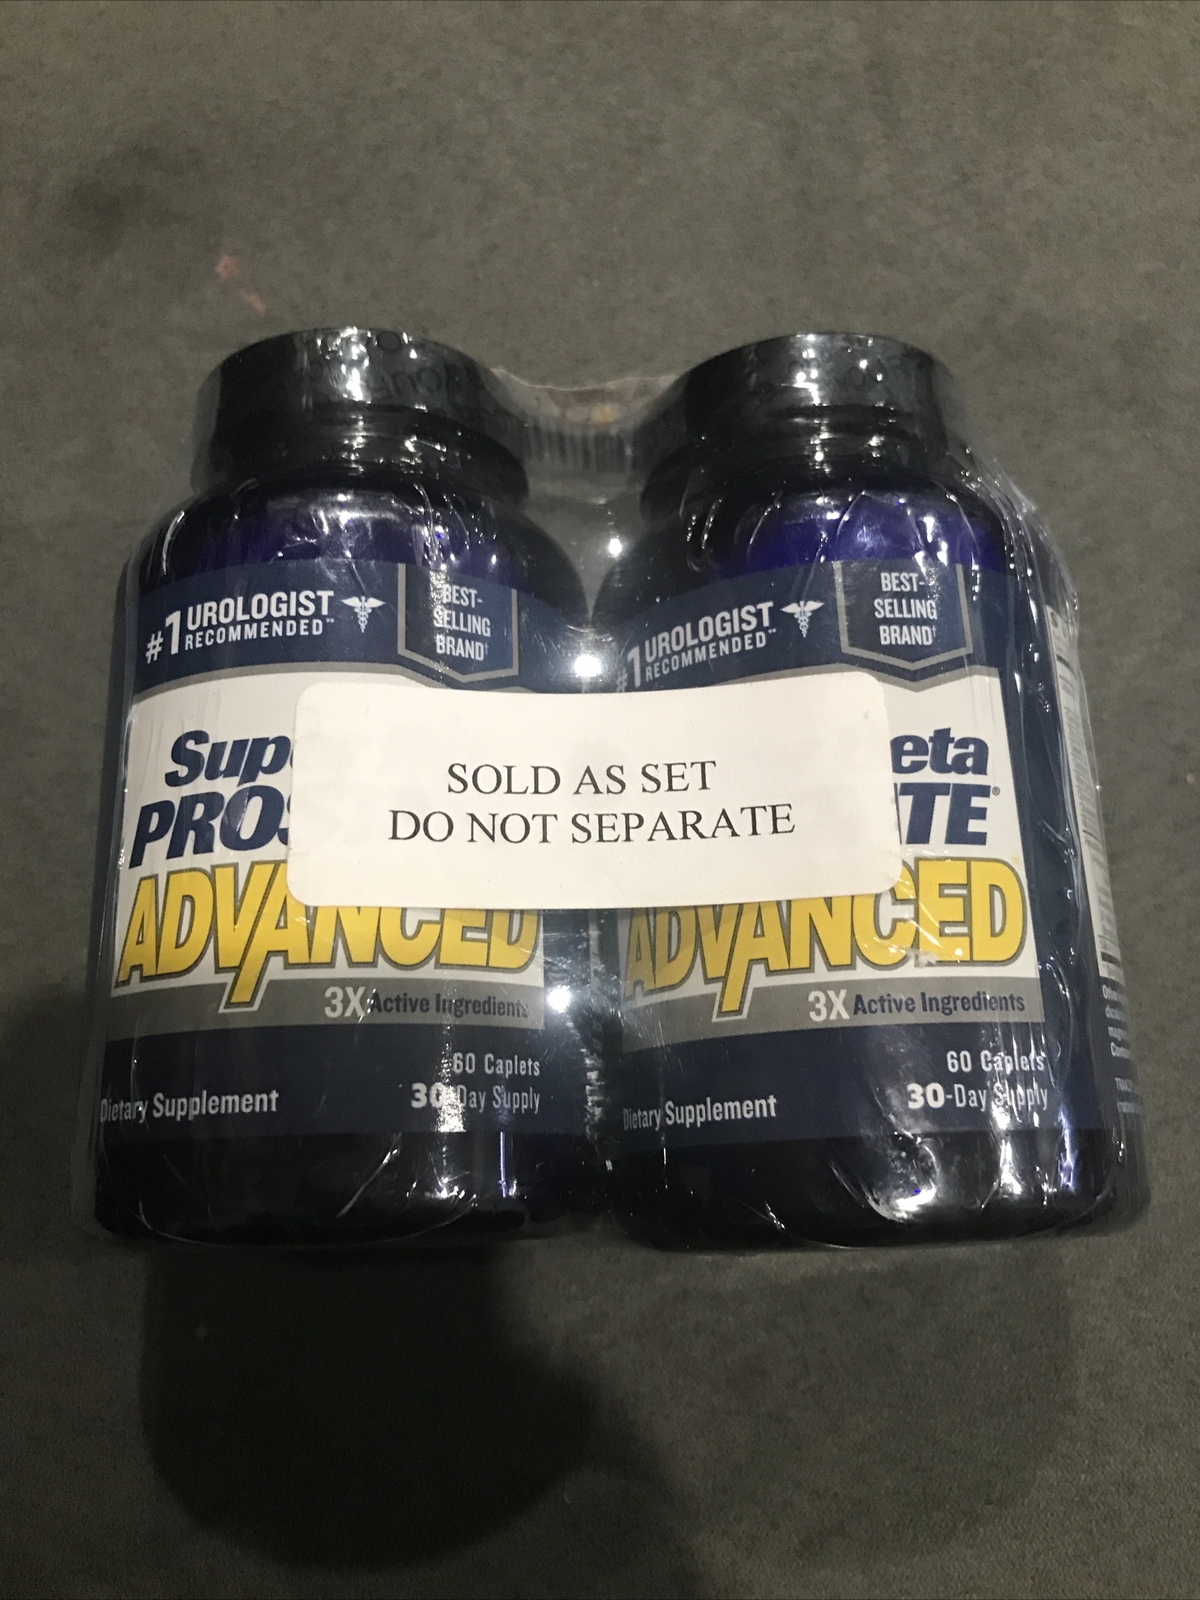 #1 UROLOGIST
RECOMMENDED**
BEST-
SELLING
BRAND†
Sup
PROS
ADVANCED
3X Active Ingredients
60 Caplets
30-Day Supply
Dietary Supplement
#1 UROLOGIST
RECOMMENDED**
BEST-
SELLING
BRAND†
eta
TE®
ADVANCED
3X Active Ingredients
60 Caplets
30-Day Supply
Dietary Supplement
SOLD AS SET
DO NOT SEPARATE